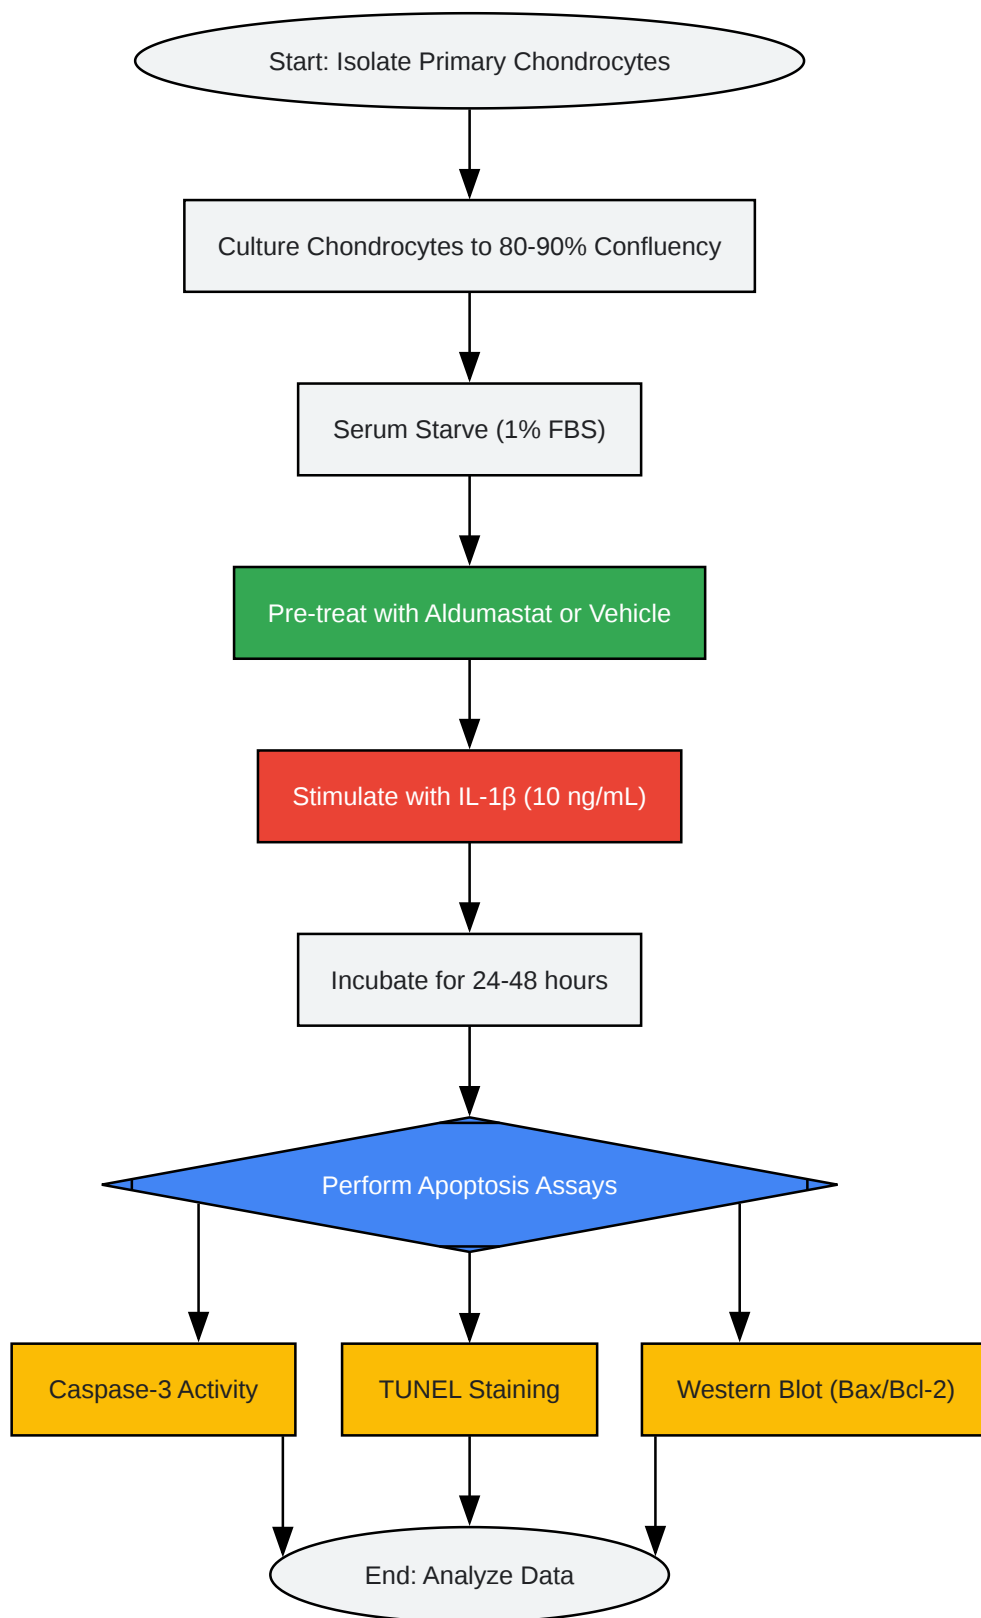 Start: Isolate Primary Chondrocytes
Culture Chondrocytes to 80-90% Confluency
Serum Starve (1% FBS)
Pre-treat with Aldumastat or Vehicle
Stimulate with IL-1β (10 ng/mL)
Incubate for 24-48 hours
Perform Apoptosis Assays
Caspase-3 Activity
TUNEL Staining
Western Blot (Bax/Bcl-2)
End: Analyze Data